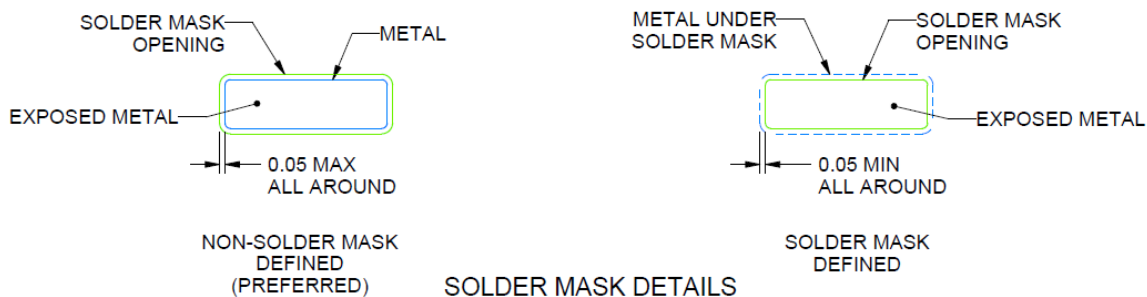 SOLDER MASK
OPENING
METAL
EXPOSED METAL
0.05 MAX
ALL AROUND
NON-SOLDER MASK
DEFINED
(PREFERRED)
METAL UNDER
SOLDER MASK
SOLDER MASK
OPENING
EXPOSED METAL
0.05 MIN
ALL AROUND
SOLDER MASK
DEFINED
SOLDER MASK DETAILS